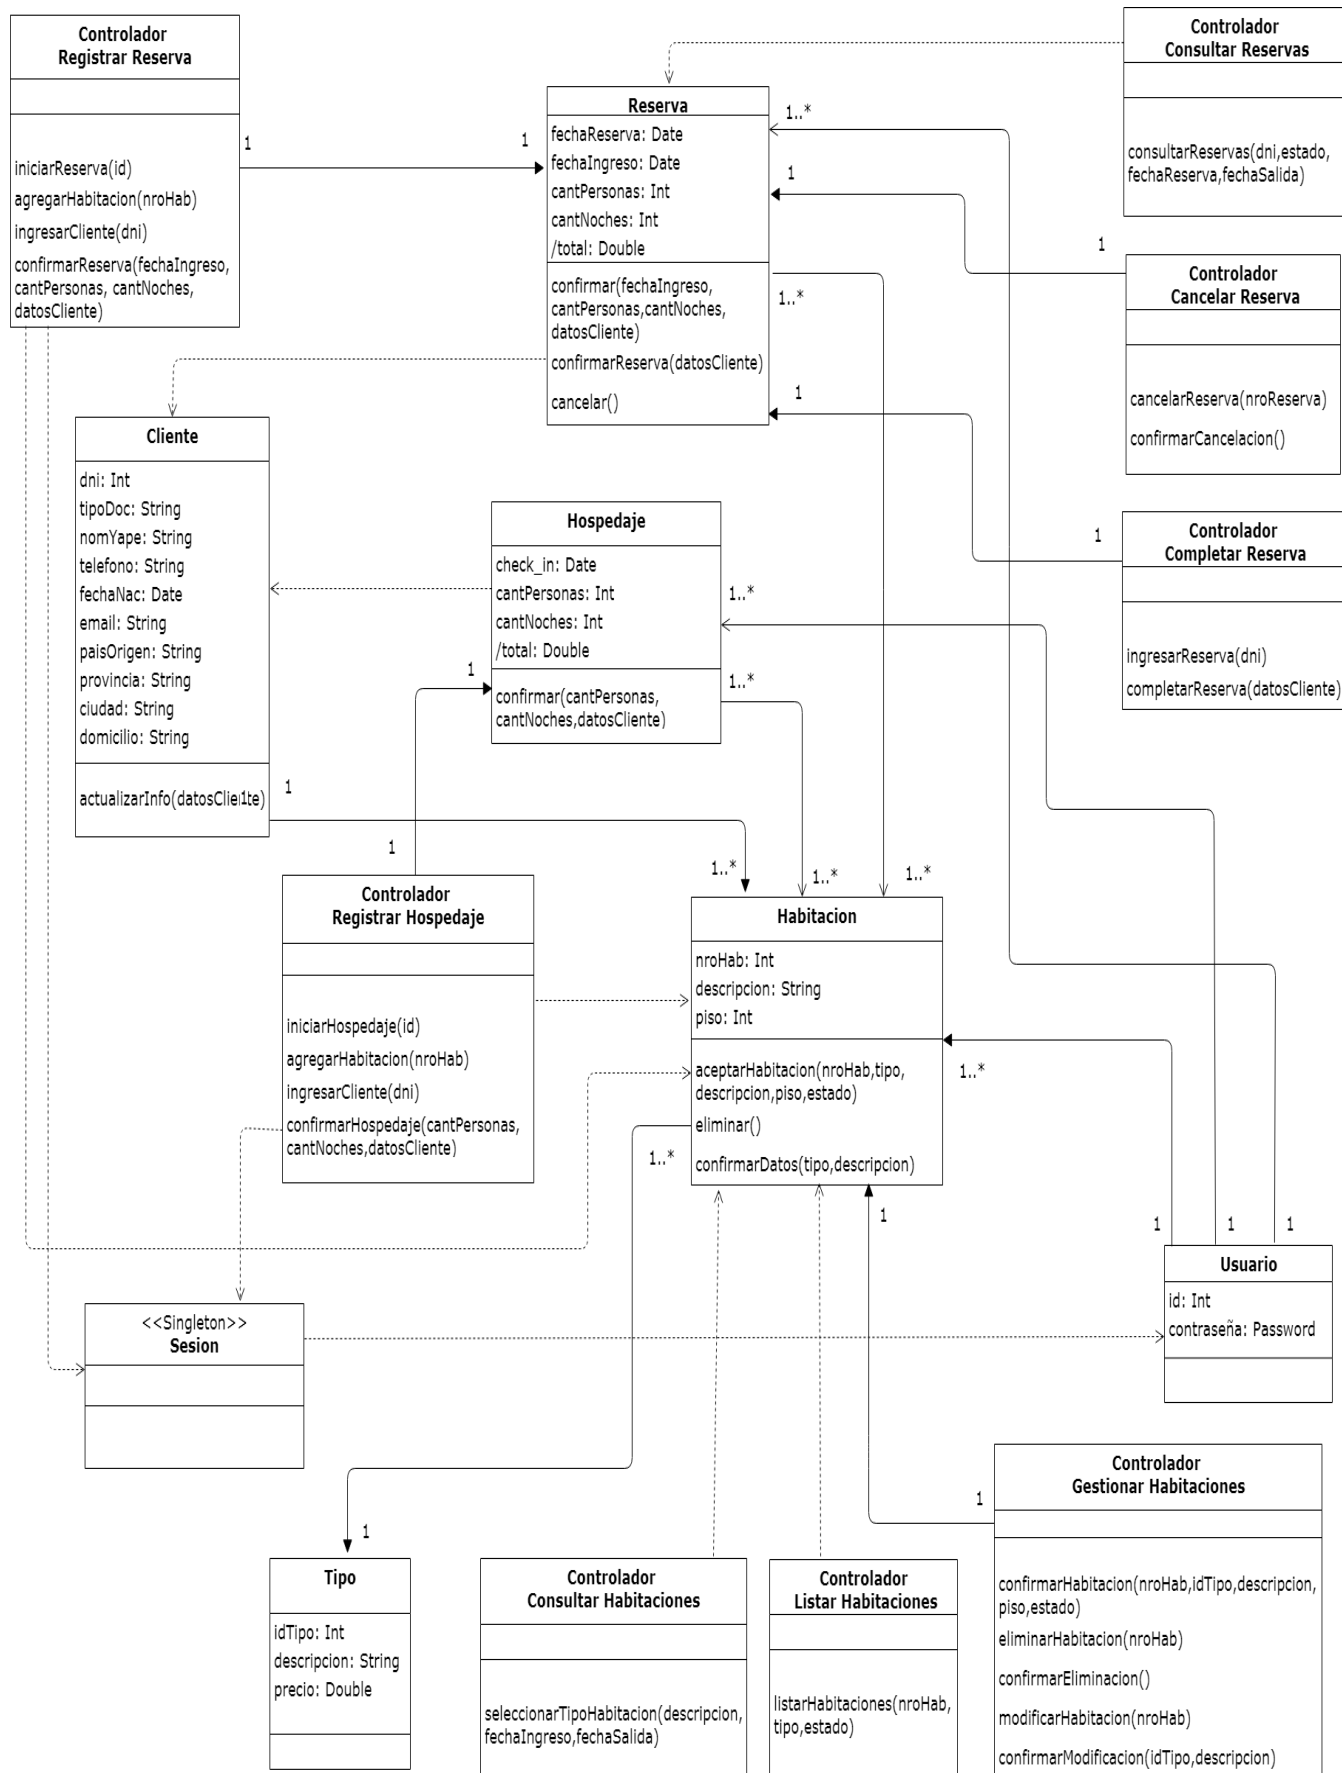 Controlador
Registrar Reserva
iniciarReserva(id)
agregarHabitacion(nroHab)
ingresarCliente(dni)
confirmarReserva(fechaIngreso,
cantPersonas, cantNoches,
datosCliente)
1
1
Reserva
fechaReserva: Date
fechaIngreso: Date
cantPersonas: Int
cantNoches: Int
/total: Double
confirmar(fechaIngreso,
cantPersonas,cantNoches,
datosCliente)
confirmarReserva(datosCliente)
cancelar()
1..*
1
1..*
1
Controlador
Consultar Reservas
consultarReservas(dni,estado,
fechaReserva,fechaSalida)
1
Controlador
Cancelar Reserva
cancelarReserva(nroReserva)
confirmarCancelacion()
1
Controlador
Completar Reserva
ingresarReserva(dni)
completarReserva(datosCliente)
Cliente
dni: Int
tipoDoc: String
nomYape: String
telefono: String
fechaNac: Date
email: String
paisOrigen: String
provincia: String
ciudad: String
domicilio: String
actualizarInfo(datosCliente)
1
1
Hospedaje
check_in: Date
cantPersonas: Int
cantNoches: Int
/total: Double
confirmar(cantPersonas,
cantNoches,datosCliente)
1..*
1..*
1
1
Controlador
Registrar Hospedaje
iniciarHospedaje(id)
agregarHabitacion(nroHab)
ingresarCliente(dni)
confirmarHospedaje(cantPersonas,
cantNoches,datosCliente)
1..*
1..*
1..*
Habitacion
nroHab: Int
descripcion: String
piso: Int
aceptarHabitacion(nroHab,tipo,
descripcion,piso,estado)
eliminar()
confirmarDatos(tipo,descripcion)
1..*
1..*
1
1
1
1
Usuario
id: Int
contraseña: Password
<<Singleton>>
Sesion
1
Tipo
idTipo: Int
descripcion: String
precio: Double
Controlador
Consultar Habitaciones
seleccionarTipoHabitacion(descripcion,
fechaIngreso,fechaSalida)
Controlador
Listar Habitaciones
listarHabitaciones(nroHab,
tipo,estado)
1
Controlador
Gestionar Habitaciones
confirmarHabitacion(nroHab,idTipo,descripcion,
piso,estado)
eliminarHabitacion(nroHab)
confirmarEliminacion()
modificarHabitacion(nroHab)
confirmarModificacion(idTipo,descripcion)